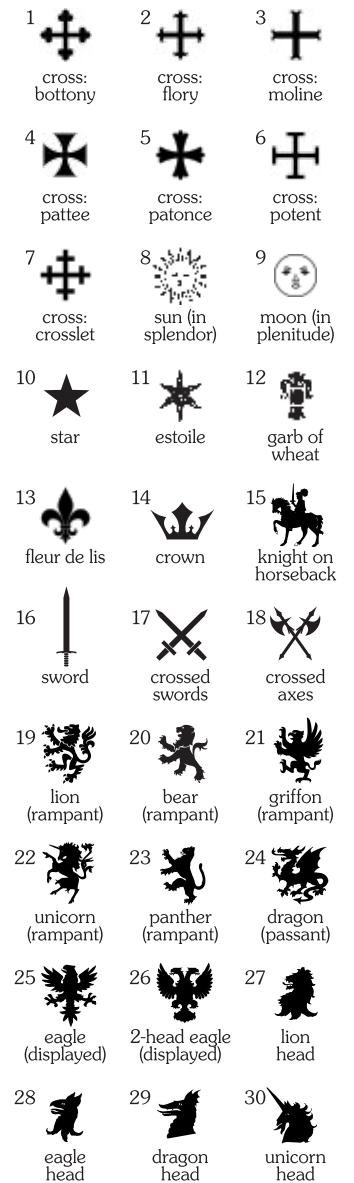 1 2 3
cross: bottony cross: flory cross: moline
4 5 6
cross: pattee cross: patonce cross: potent
7 8 9
cross: crosslet sun (in splendor) moon (in plenitude)
10 11 12
star estoile garb of wheat
13 14 15
fleur de lis crown knight on horseback
16 17 18
sword crossed swords crossed axes
19 20 21
lion (rampant) bear (rampant) griffon (rampant)
22 23 24
unicorn (rampant) panther (rampant) dragon (passant)
25 26 27
eagle (displayed) 2-head eagle (displayed) lion head
28 29 30
eagle head dragon head unicorn head